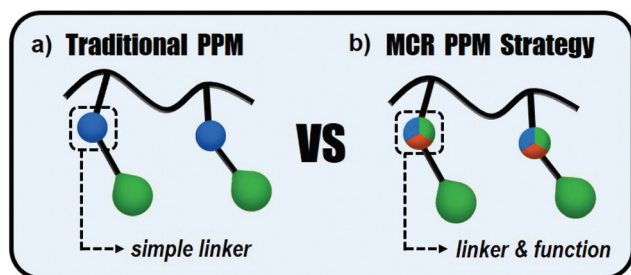 a) Traditional PPM
b) MCR PPM Strategy
VS
simple linker
linker & function